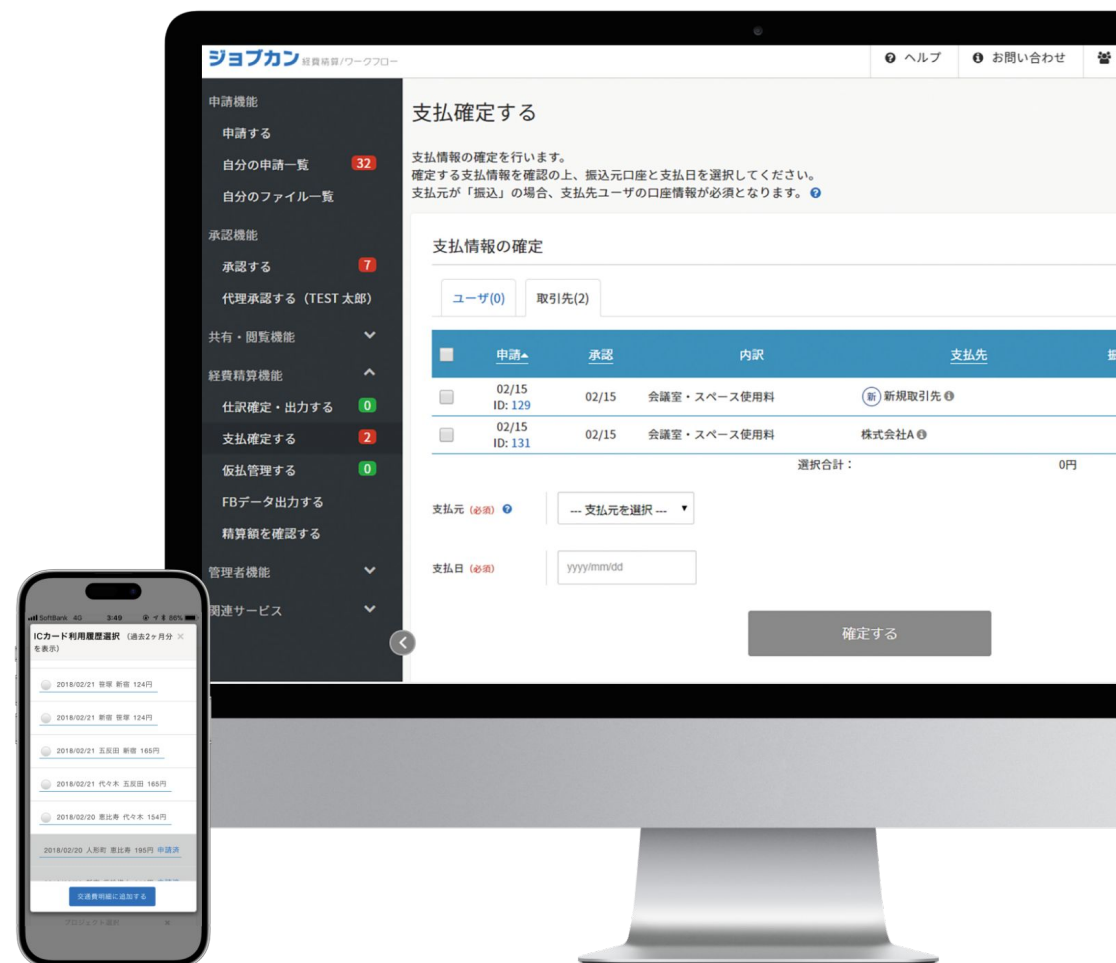 ジョブカン 経費精算/ワークフロー
ヘルプ
お問い合わせ
申請機能
申請する
自分の申請一覧 32
自分のファイル一覧
承認機能
承認する 7
代理承認する（TEST 太郎）
共有・閲覧機能
経費精算機能
仕訳確定・出力する 0
支払確定する 2
仮払管理する 0
FBデータ出力する
精算額を確認する
管理者機能
関連サービス
支払確定する
支払情報の確定を行います。
確定する支払情報を確認の上、振込元口座と支払日を選択してください。
支払元が「振込」の場合、支払先ユーザの口座情報が必須となります。
支払情報の確定
ユーザ(0) 取引先(2)
申請▲ 承認 内訳 支払先
02/15
ID: 129 02/15 会議室・スペース使用料 新 新規取引先
02/15
ID: 131 02/15 会議室・スペース使用料 株式会社A
選択合計： 0円
支払元 (必須) --- 支払元を選択 --- ▼
支払日 (必須) yyyy/mm/dd
確定する
SoftBank 4G 3:49 86%
ICカード利用履歴選択 （過去2ヶ月分 ×
を表示）
2018/02/21 笹塚 新宿 124円
2018/02/21 新宿 笹塚 124円
2018/02/21 五反田 新宿 165円
2018/02/21 代々木 五反田 165円
2018/02/20 恵比寿 代々木 154円
2018/02/20 人形町 恵比寿 195円 申請済
交通費明細に追加する
プロジェクト選択 ×